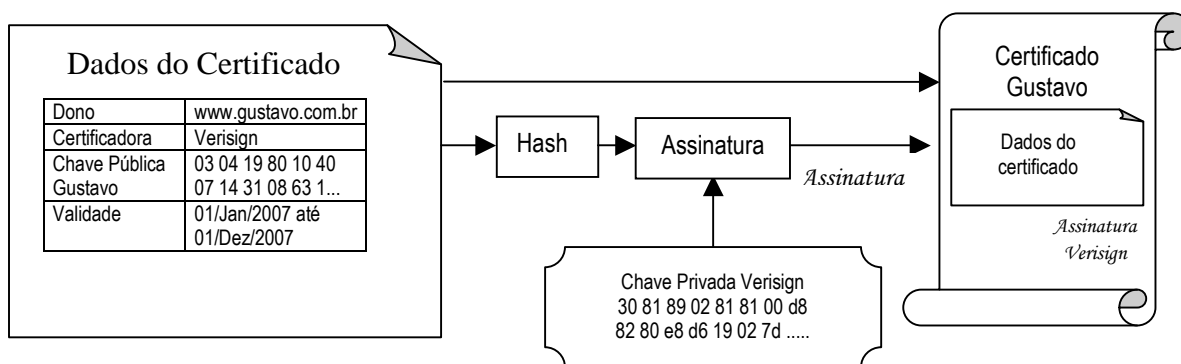 Dados do Certificado
Dono www.gustavo.com.br
Certificadora Verisign
Chave Pública 03 04 19 80 10 40
Gustavo 07 14 31 08 63 1...
Validade 01/Jan/2007 até
01/Dez/2007
Hash
Assinatura
Assinatura
Chave Privada Verisign
30 81 89 02 81 81 00 d8
82 80 e8 d6 19 02 7d .....
Certificado
Gustavo
Dados do
certificado
Assinatura
Verisign